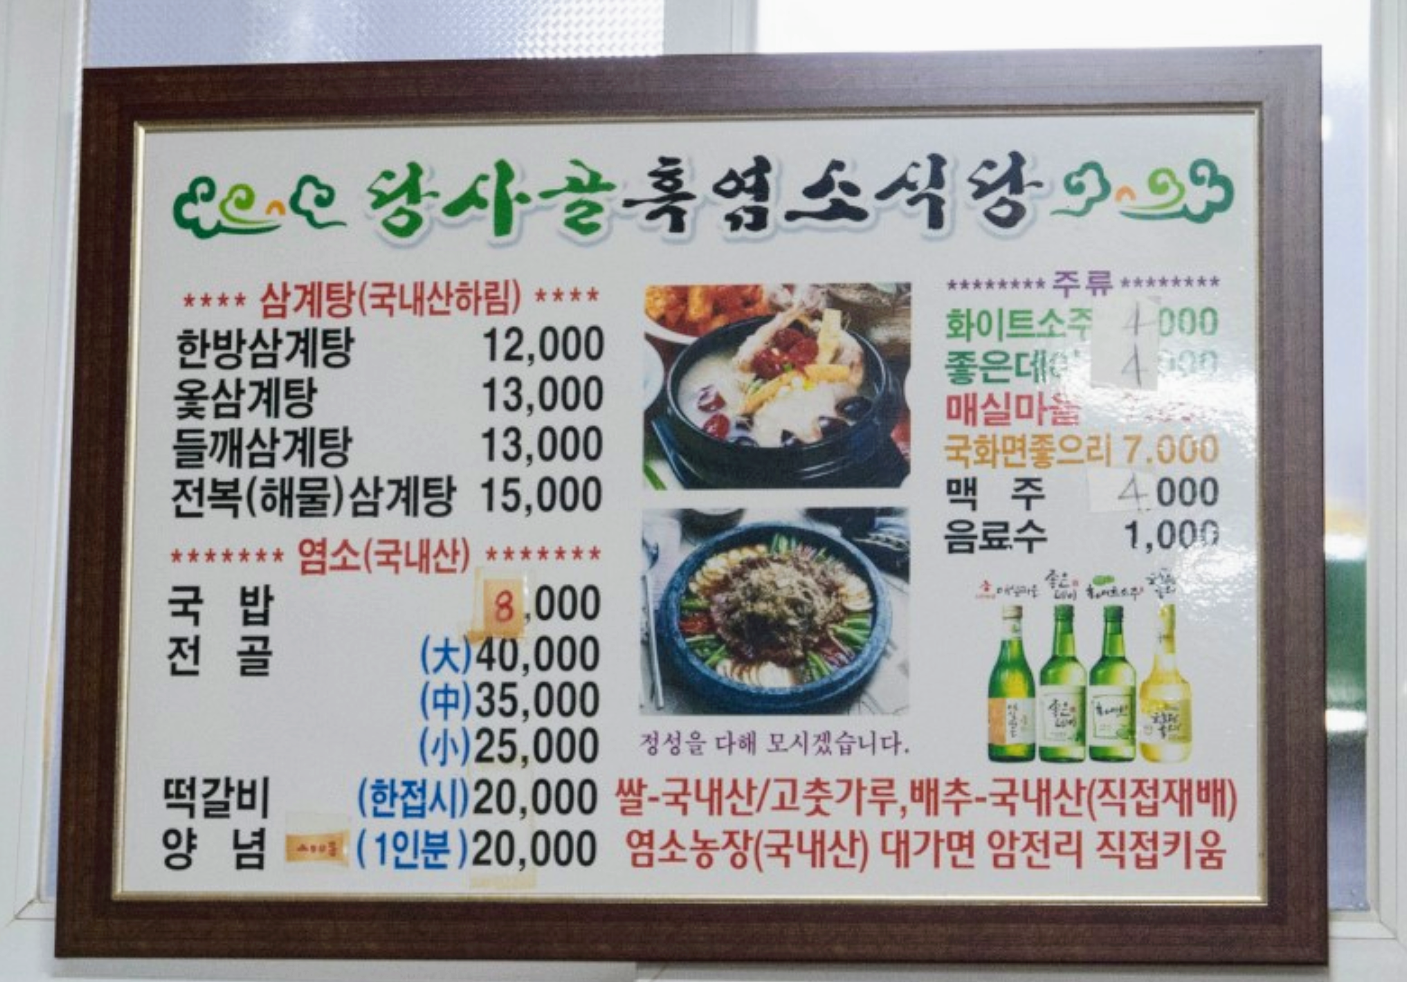 당사골흑염소식당
**** 삼계탕(국내산하림) ****
한방삼계탕 12,000
옻삼계탕 13,000
들깨삼계탕 13,000
전복(해물)삼계탕 15,000
******* 염소(국내산) *******
국 밥 8,000
전 골 (大)40,000
(中)35,000
(小)25,000
떡갈비 (한접시)20,000
양 념 (1인분)20,000
정성을 다해 모시겠습니다.
******** 주류 ********
화이트소주 4 000
좋은데이 4 000
매실마을
국화면좋으리 7.000
맥 주 4 000
음료수 1,000
쌀-국내산/고춧가루,배추-국내산(직접재배)
염소농장(국내산) 대가면 암전리 직접키움